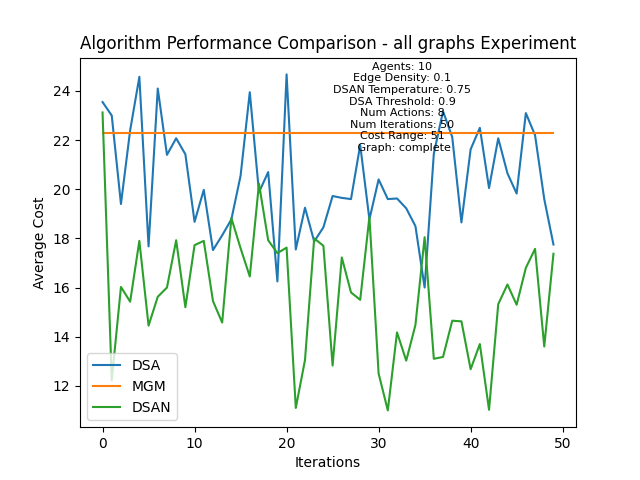 Algorithm Performance Comparison - all graphs Experiment
Agents: 10
Edge Density: 0.1
DSAN Temperature: 0.75
DSA Threshold: 0.9
Num Actions: 8
Num Iterations: 50
Cost Range: 51
Graph: complete
24
22
20
18
16
14
12
Average Cost
DSA
MGM
DSAN
0
10
20
30
40
50
Iterations